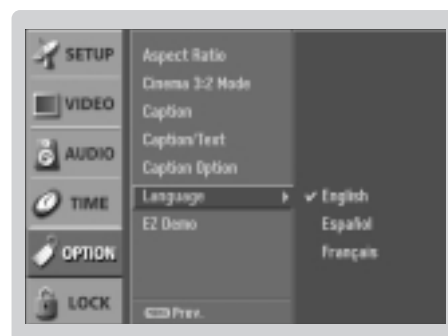 SETUP
VIDEO
AUDIO
TIME
OPTION
LOCK
Aspect Ratio
Cinema 3:2 Mode
Caption
Caption/Text
Caption Option
Language
EZ Demo
Prev.
English
Español
Français